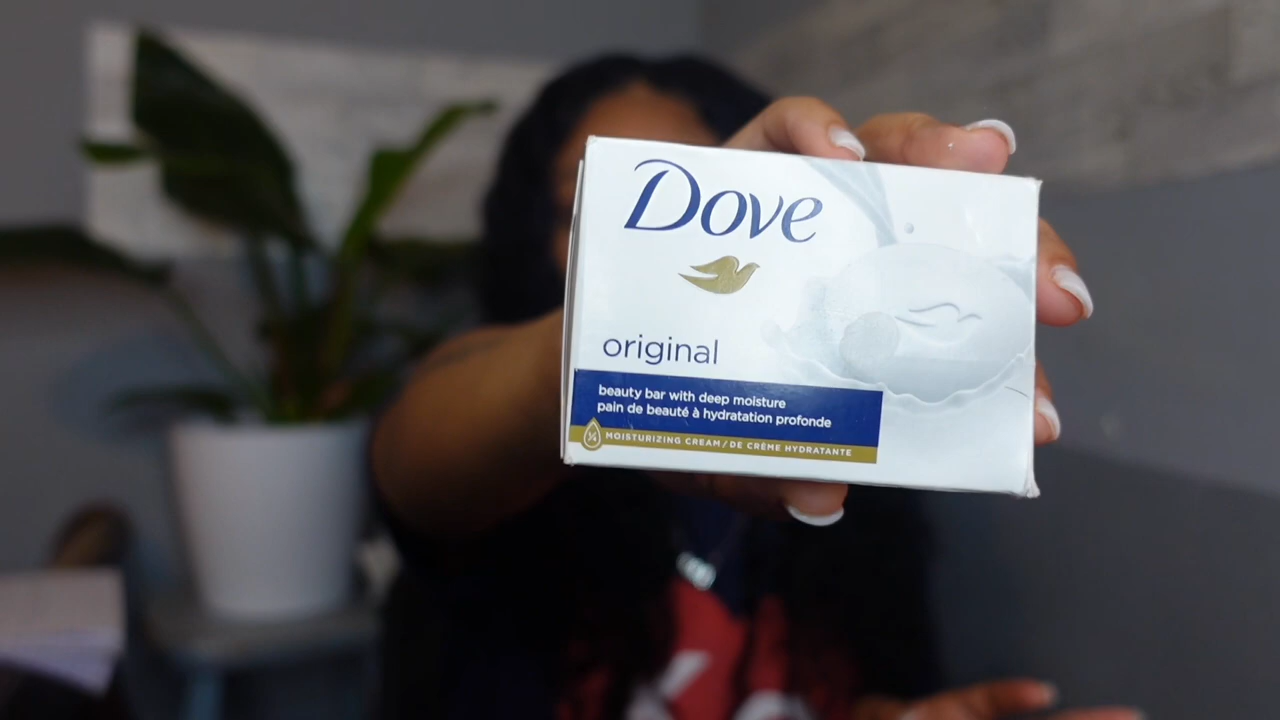 Dove
original
beauty bar with deep moisture
pain de beauté à hydratation profonde
¼ MOISTURIZING CREAM / DE CRÈME HYDRATANTE